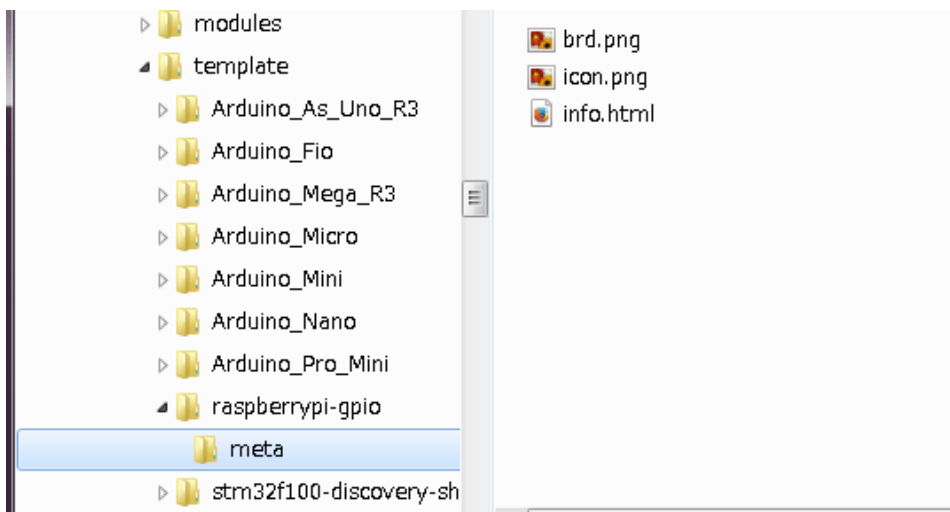 modules
template
Arduino_As_Uno_R3
Arduino_Fio
Arduino_Mega_R3
Arduino_Micro
Arduino_Mini
Arduino_Nano
Arduino_Pro_Mini
raspberrypi-gpio
meta
stm32f100-discovery-sh
brd.png
icon.png
info.html